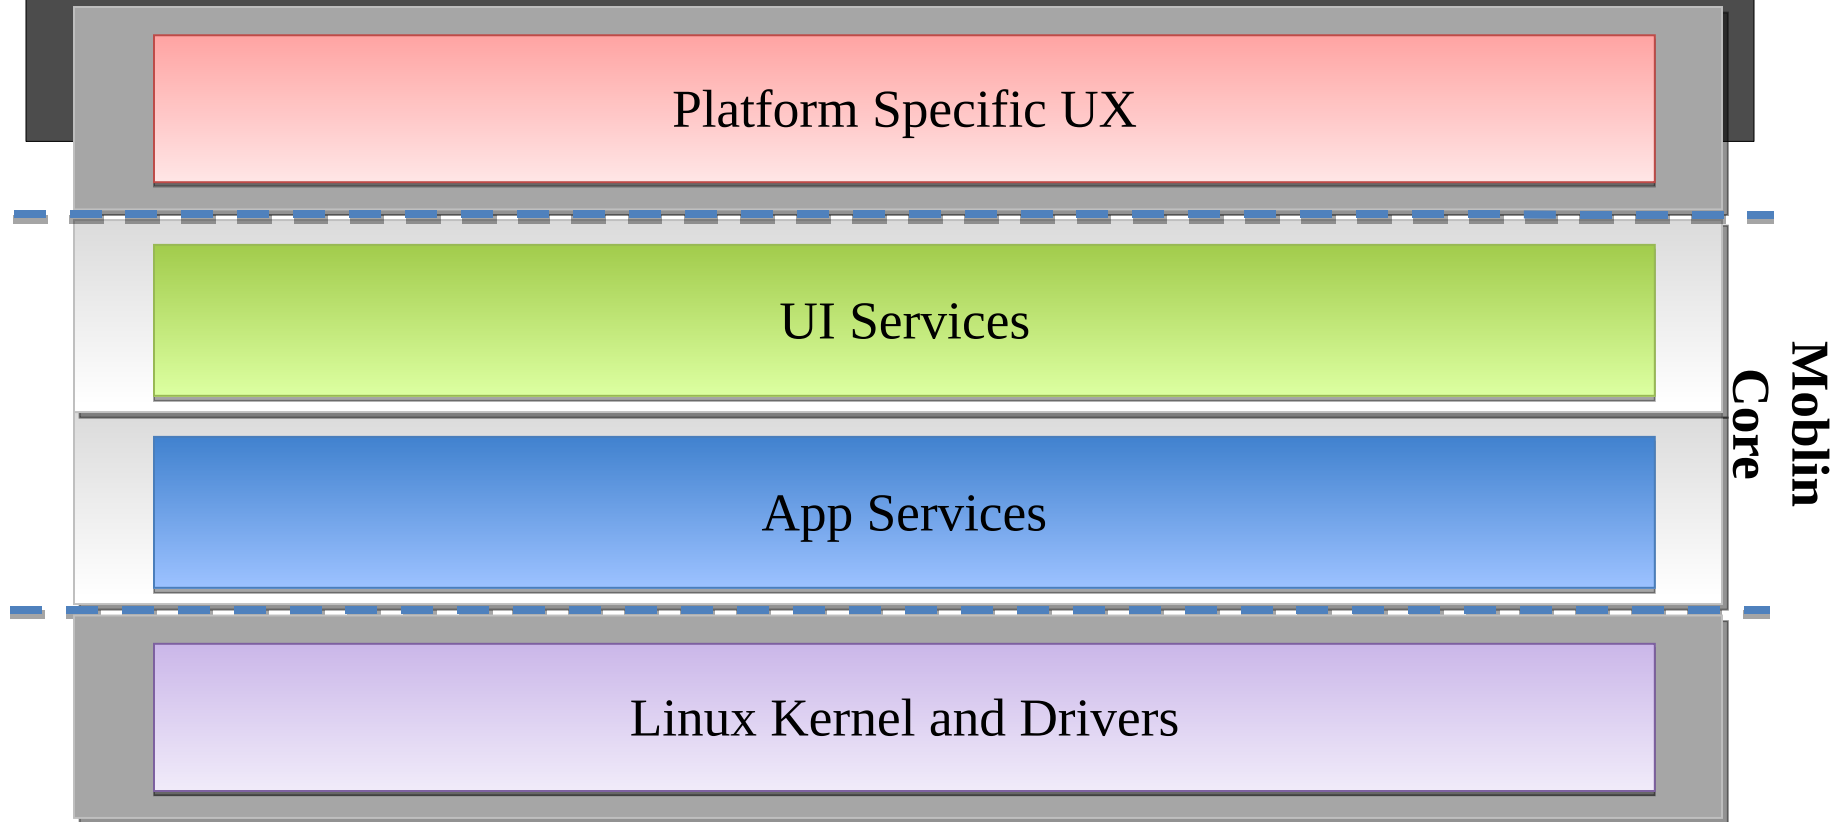 Platform Specific UX
UI Services
App Services
Linux Kernel and Drivers
Moblin
Core